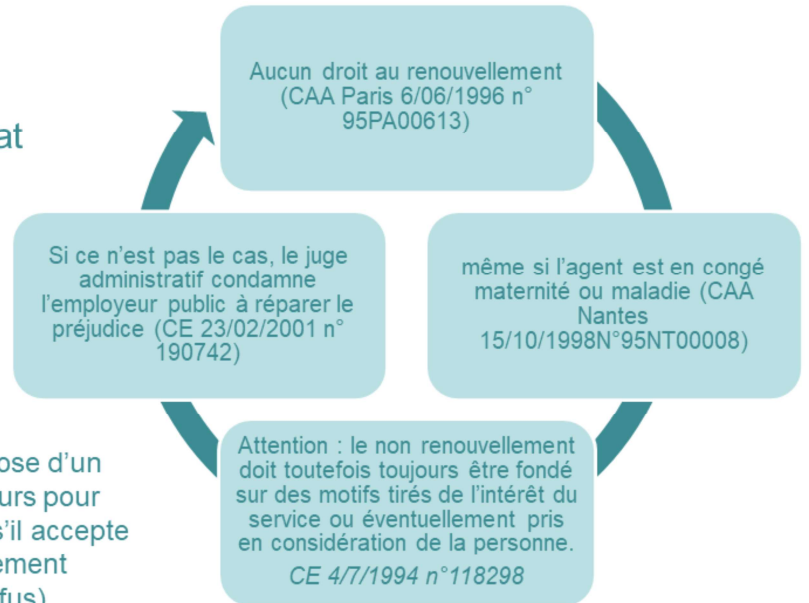 Aucun droit au renouvellement
(CAA Paris 6/06/1996 n°
95PA00613)
même si l'agent est en congé
maternité ou maladie (CAA
Nantes
15/10/1998N°95NT00008)
Attention : le non renouvellement
doit toutefois toujours être fondé
sur des motifs tirés de l'intérêt du
service ou éventuellement pris
en considération de la personne.
CE 4/7/1994 n°118298
Si ce n'est pas le cas, le juge
administratif condamne
l'employeur public à réparer le
préjudice (CE 23/02/2001 n°
190742)
d'un
pour
s'il accepte